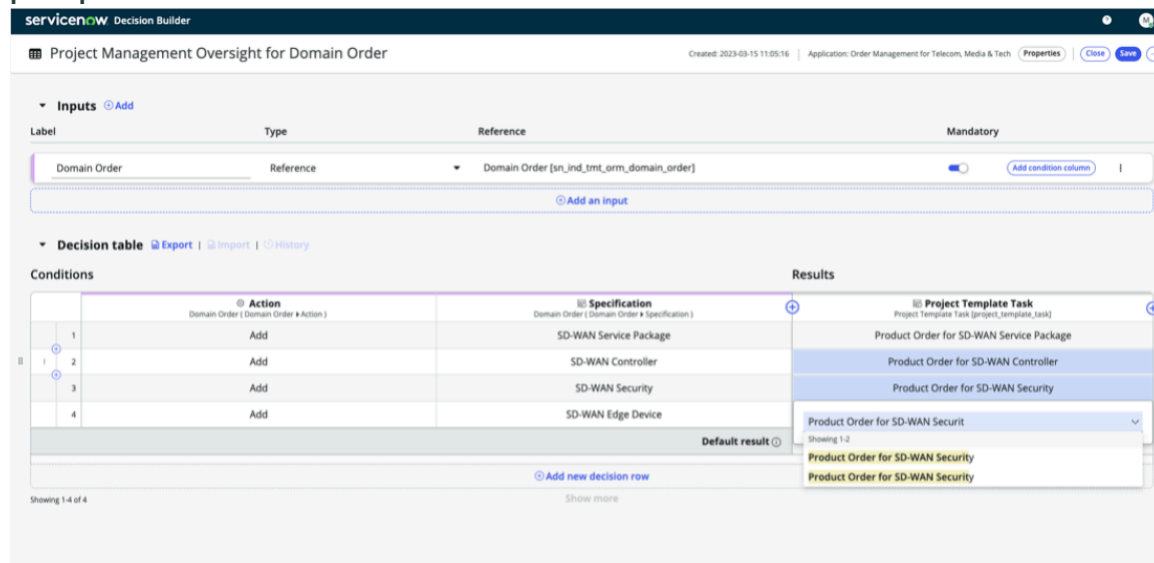 servicenow Decision Builder
Project Management Oversight for Domain Order
Created: 2023-03-15 11:05:16 | Application: Order Management for Telecom, Media & Tech Properties | Close Save
Inputs Add
Label Type Reference Mandatory
Domain Order Reference Domain Order [sn_ind_tmt_orm_domain_order] Add condition column
Add an input
Decision table Export | Import | History
Conditions Results
Action Specification Project Template Task
Domain Order ( Domain Order Action ) Domain Order ( Domain Order Specification ) Project Template Task [project_template_task]
1 Add SD-WAN Service Package Product Order for SD-WAN Service Package
2 Add SD-WAN Controller Product Order for SD-WAN Controller
3 Add SD-WAN Security Product Order for SD-WAN Security
4 Add SD-WAN Edge Device Product Order for SD-WAN Securit
Showing 1-2
Default result
Product Order for SD-WAN Security
Product Order for SD-WAN Security
Add new decision row
Showing 1-4 of 4 Show more